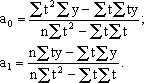 a₀ = (∑t²∑y − ∑t∑ty) / (n∑t² − ∑t∑t);
a₁ = (n∑ty − ∑t∑y) / (n∑t² − ∑t∑t).